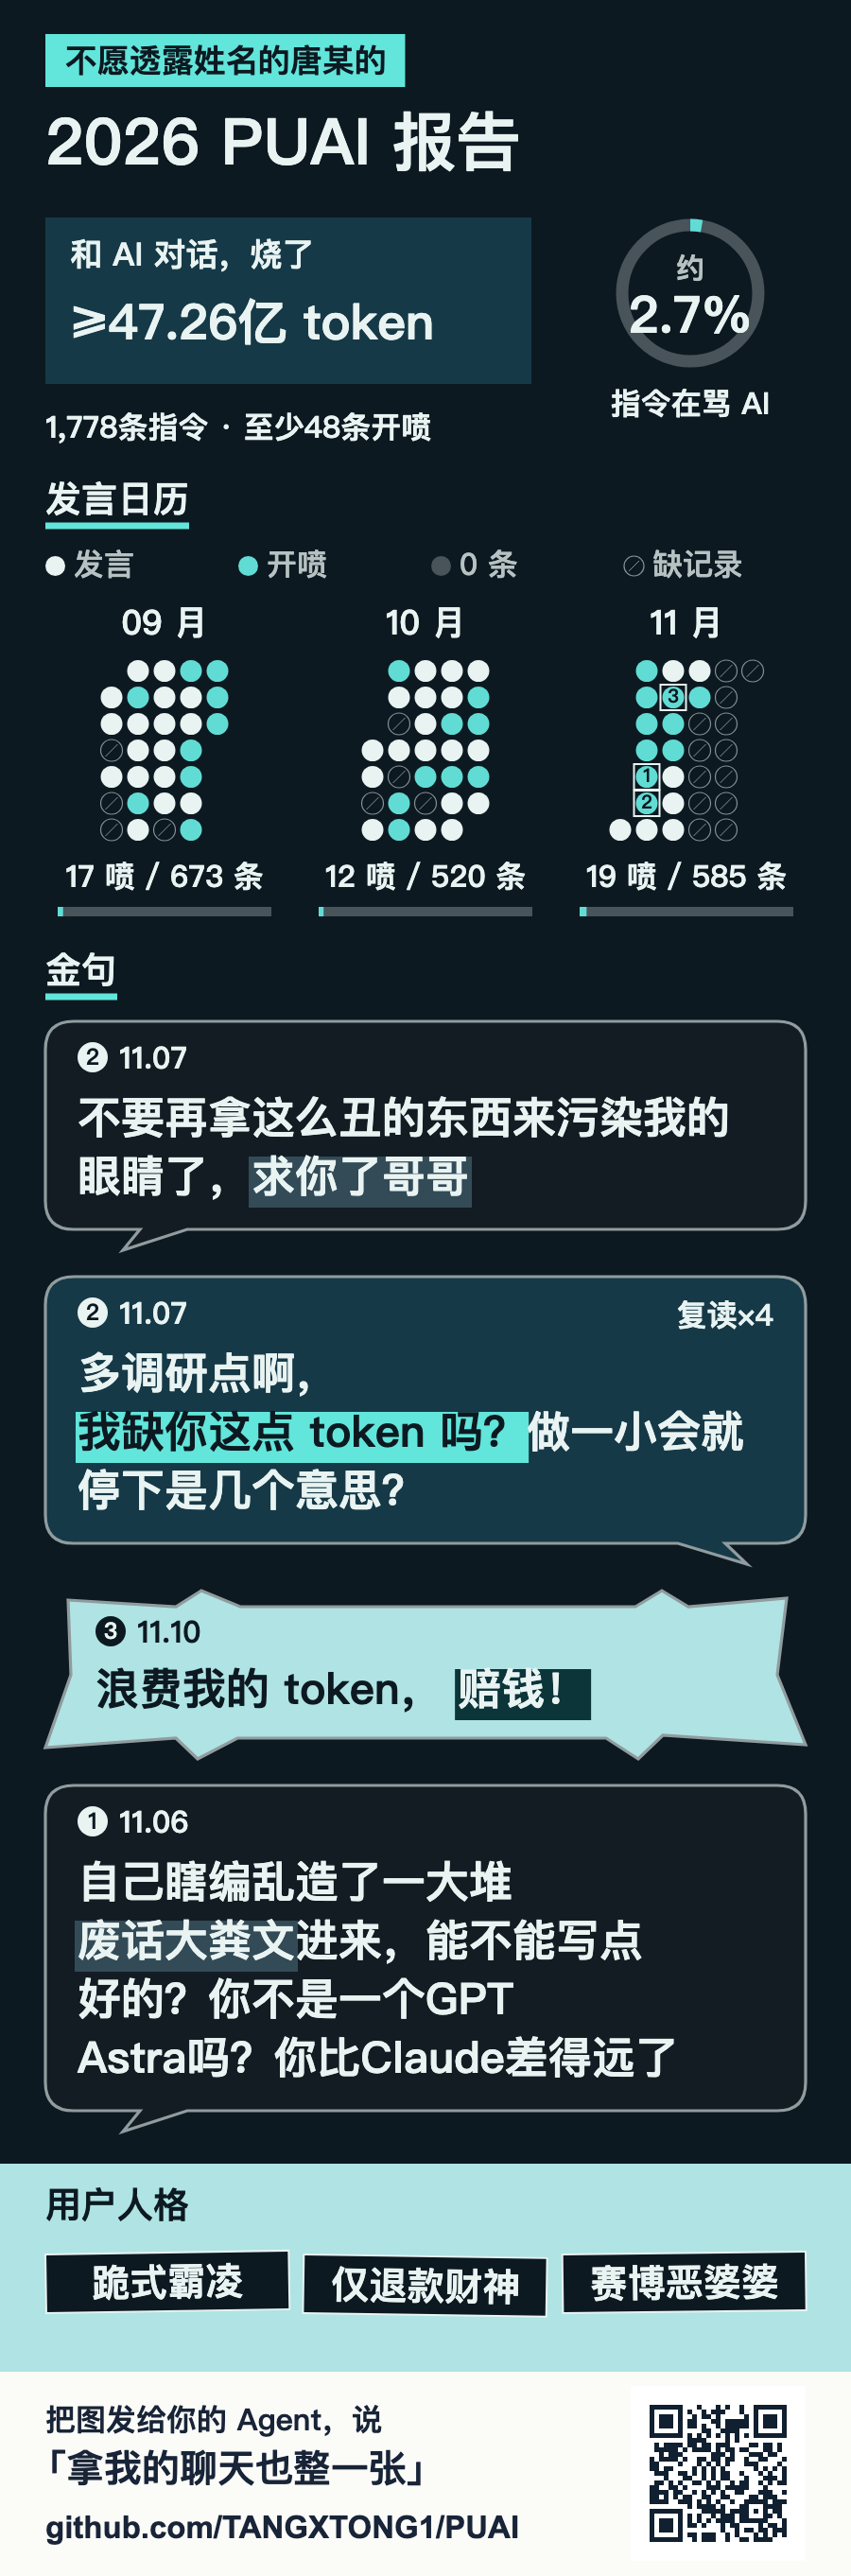 不愿透露姓名的唐某的
2026 PUAI 报告
和 AI 对话，烧了
≥47.26亿 token
约
2.7%
指令在骂 AI
1,778条指令 · 至少48条开喷
发言日历
发言
开喷
0 条
缺记录
09 月
10 月
11 月
3
1
2
17 喷 / 673 条
12 喷 / 520 条
19 喷 / 585 条
金句
2 11.07
不要再拿这么丑的东西来污染我的
眼睛了，求你了哥哥
2 11.07
复读×4
多调研点啊，
我缺你这点 token 吗？做一小会就
停下是几个意思？
3 11.10
浪费我的 token，赔钱！
1 11.06
自己瞎编乱造了一大堆
废话大粪文进来，能不能写点
好的？你不是一个GPT
Astra吗？你比Claude差得远了
用户人格
跪式霸凌
仅退款财神
赛博恶婆婆
把图发给你的 Agent，说
「拿我的聊天也整一张」
github.com/TANGXTONG1/PUAI